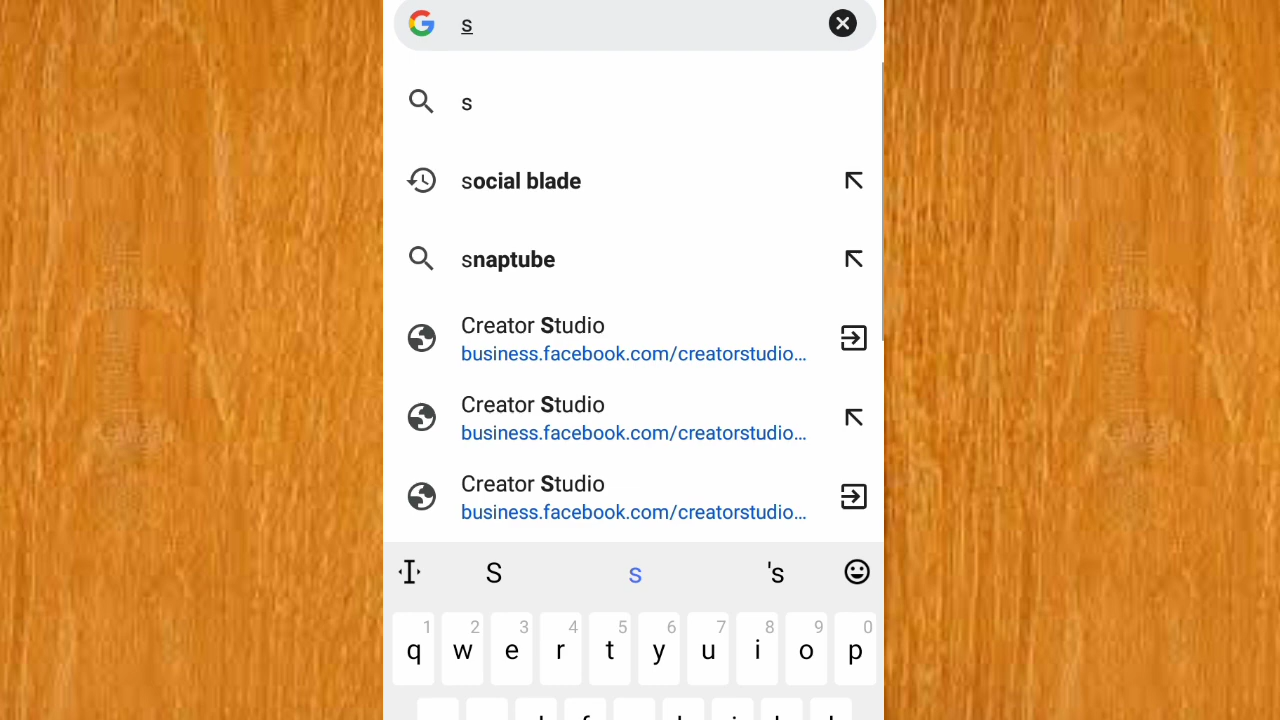 s
s
social blade
snaptube
Creator Studio
business.facebook.com/creatorstudio...
Creator Studio
business.facebook.com/creatorstudio...
Creator Studio
business.facebook.com/creatorstudio...
S s 's
1 2 3 4 5 6 7 8 9 0
q w e r t y u i o p